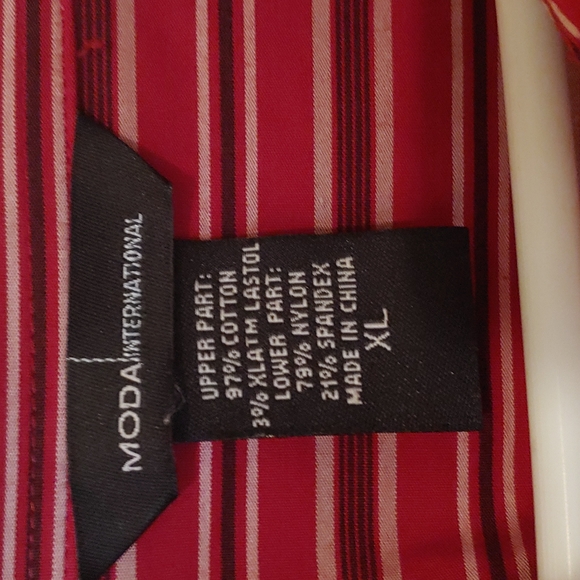 MODA INTERNATIONAL
UPPER PART:
97% COTTON
3% XLATM LASTOL
LOWER PART:
79% NYLON
21% SPANDEX
MADE IN CHINA
XL